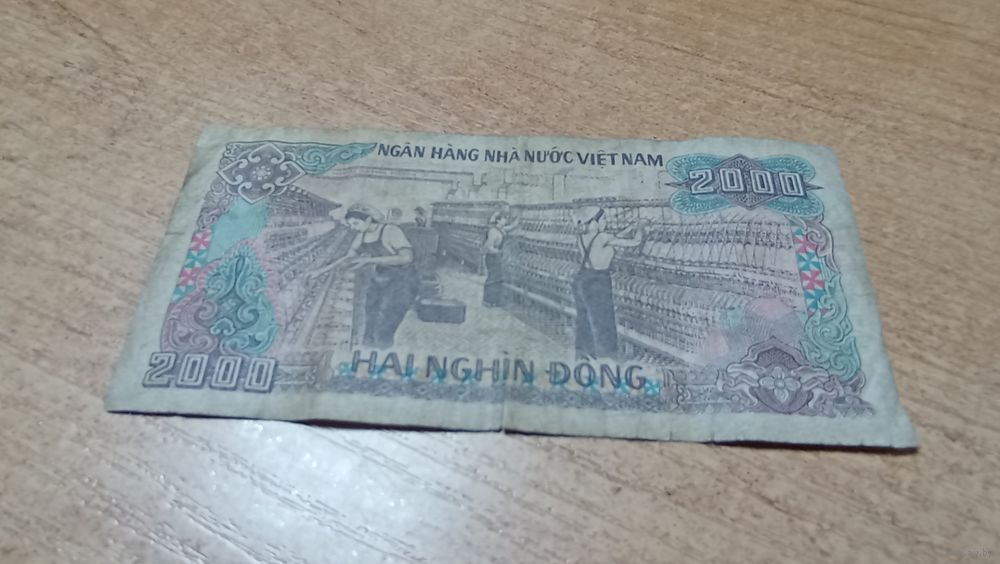 NGÂN HÀNG NHÀ NƯỚC VIỆT NAM
2000
2000
HAI NGHÌN ĐỒNG